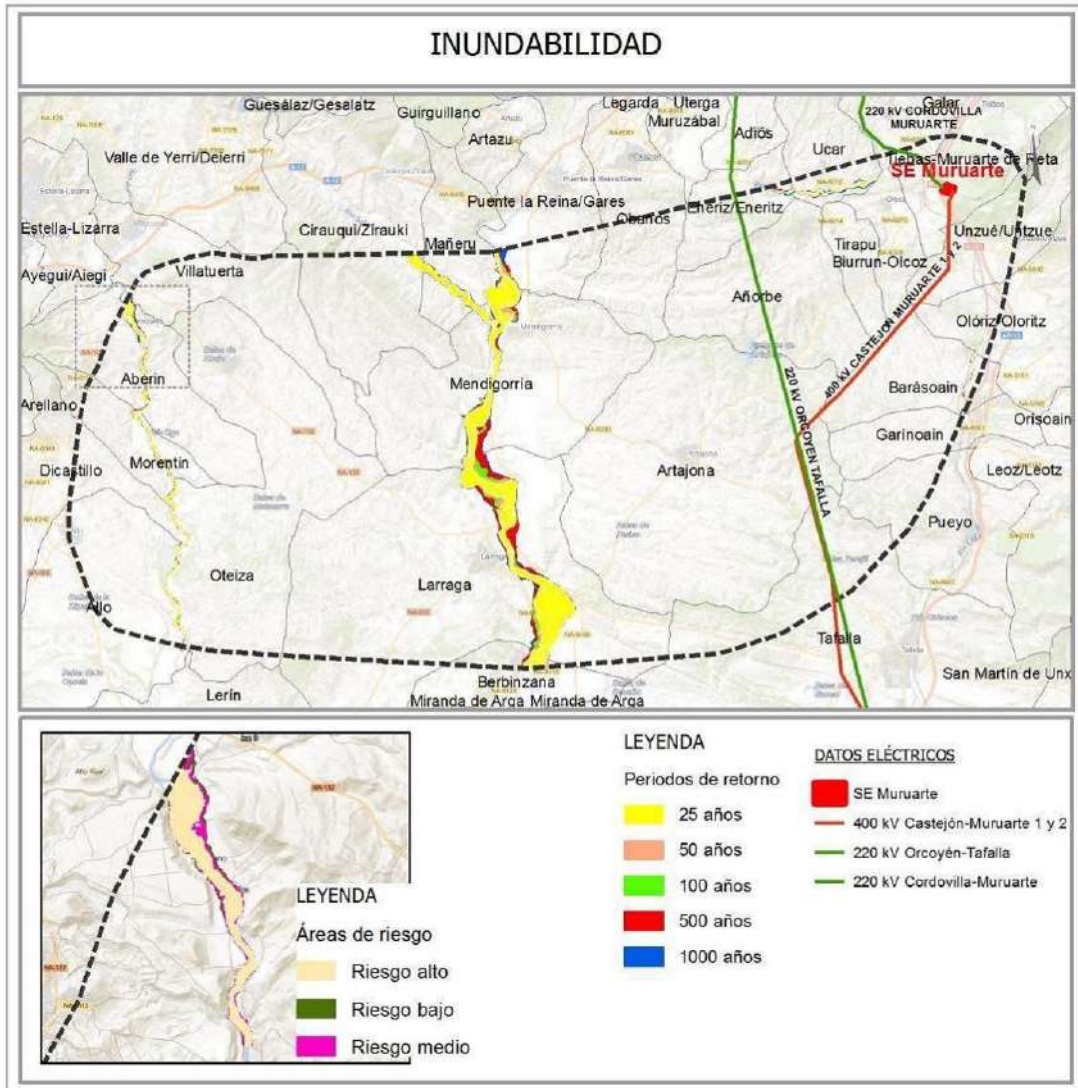 INUNDABILIDAD
Guesálaz/Gesalatz
Guirguillano
Legarda
Uterga
Muruzábal
Galar
220 KV CORDOVILLA
MURUARTE
Artazu
Adiós
Ucar
Valle de Yerri/Deierri
Tiebas-Muruarte de Reta
SE Muruarte
Puente la Reina/Gares
Obanos
Enériz/Eneritz
Estella-Lizarra
Cirauqui/Zirauki
Mañeru
Tirapu
Biurrun-Olcoz
Unzué/Untzue
Ayegui/Aiegi
Villatuerta
Añorbe
400 kV CASTEJON MURUARTE 1 y 2
Olóriz/Oloritz
Aberin
Mendigorría
Barásoain
Arellano
220 kV ORCOYEN TAFALLA
Orisoain
Garinoain
Dicastillo
Morentin
Artajona
Leoz/Leotz
Pueyo
Oteiza
Larraga
Allo
Tafalla
Lerín
Berbinzana
San Martín de Unx
Miranda de Arga Miranda de Arga
LEYENDA
Áreas de riesgo
Riesgo alto
Riesgo bajo
Riesgo medio
LEYENDA
Periodos de retorno
25 años
50 años
100 años
500 años
1000 años
DATOS ELÉCTRICOS
SE Muruarte
400 kV Castejón-Muruarte 1 y 2
220 kV Orcoyén-Tafalla
220 kV Cordovilla-Muruarte